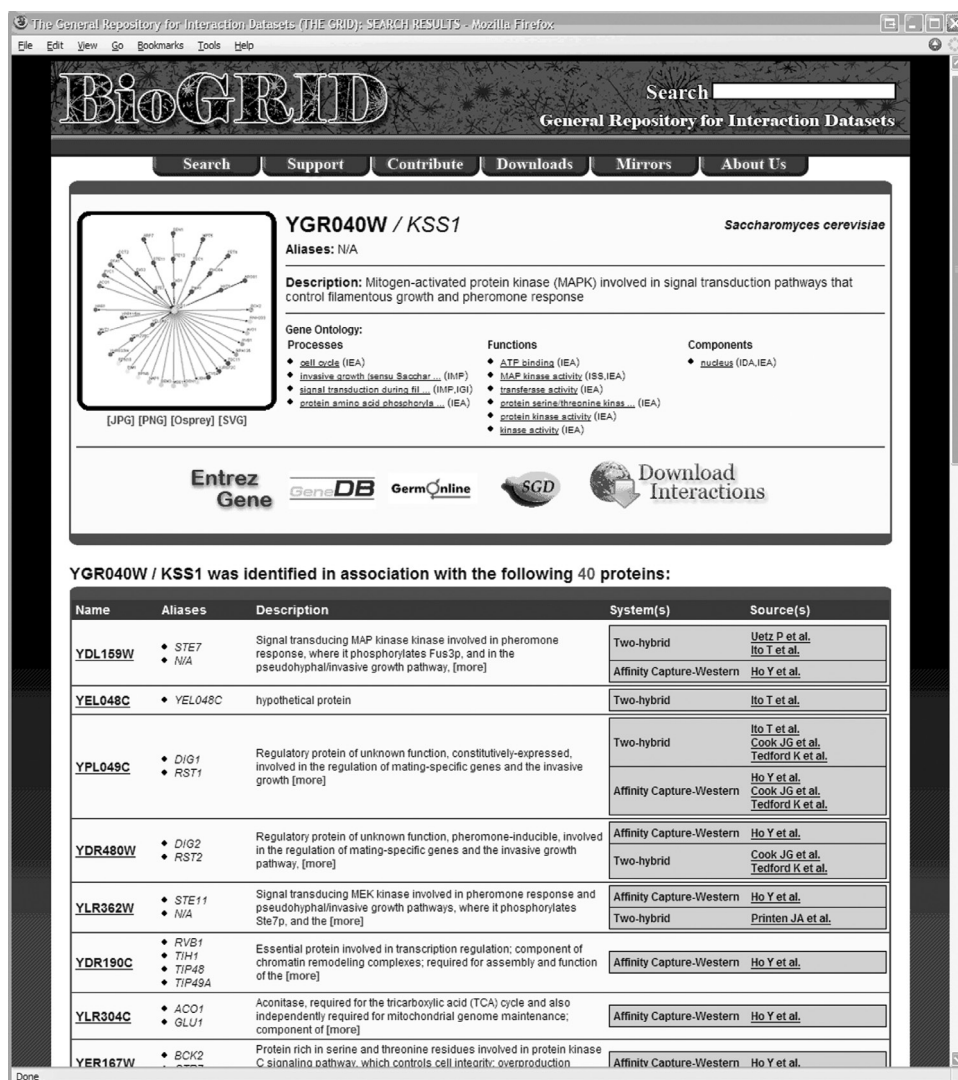 The General Repository for Interaction Datasets (THE GRID): SEARCH RESULTS - Mozilla Firefox
File Edit View Go Bookmarks Tools Help
BioGRID
Search
General Repository for Interaction Datasets
Search Support Contribute Downloads Mirrors About Us
YGR040W / KSS1
Saccharomyces cerevisiae
Aliases: N/A
Description: Mitogen-activated protein kinase (MAPK) involved in signal transduction pathways that
control filamentous growth and pheromone response
Gene Ontology:
Processes
cell cycle (IEA)
invasive growth (sensu Sacchar ... (IMP)
signal transduction during fil ... (IMP,IGI)
protein amino acid phosphoryla ... (IEA)
Functions
ATP binding (IEA)
MAP kinase activity (ISS,IEA)
transferase activity (IEA)
protein serine/threonine kinas ... (IEA)
protein kinase activity (IEA)
kinase activity (IEA)
Components
nucleus (IDA,IEA)
[JPG] [PNG] [Osprey] [SVG]
Entrez
Gene
GeneDB
GermOnline
SGD
Download
Interactions
YGR040W / KSS1 was identified in association with the following 40 proteins:
Name Aliases Description System(s) Source(s)
YDL159W
STE7
N/A
Signal transducing MAP kinase kinase involved in pheromone
response, where it phosphorylates Fus3p, and in the
pseudohyphal/invasive growth pathway, [more]
Two-hybrid
Uetz P et al.
Ito T et al.
Affinity Capture-Western Ho Y et al.
YEL048C
YEL048C
hypothetical protein
Two-hybrid Ito T et al.
YPL049C
DIG1
RST1
Regulatory protein of unknown function, constitutively-expressed,
involved in the regulation of mating-specific genes and the invasive
growth [more]
Two-hybrid
Ito T et al.
Cook JG et al.
Tedford K et al.
Affinity Capture-Western
Ho Y et al.
Cook JG et al.
Tedford K et al.
YDR480W
DIG2
RST2
Regulatory protein of unknown function, pheromone-inducible, involved
in the regulation of mating-specific genes and the invasive growth
pathway, [more]
Affinity Capture-Western Ho Y et al.
Two-hybrid
Cook JG et al.
Tedford K et al.
YLR362W
STE11
N/A
Signal transducing MEK kinase involved in pheromone response and
pseudohyphal/invasive growth pathways, where it phosphorylates
Ste7p, and the [more]
Affinity Capture-Western Ho Y et al.
Two-hybrid Printen JA et al.
YDR190C
RVB1
TIH1
TIP48
TIP49A
Essential protein involved in transcription regulation; component of
chromatin remodeling complexes; required for assembly and function
of the [more]
Affinity Capture-Western Ho Y et al.
YLR304C
ACO1
GLU1
Aconitase, required for the tricarboxylic acid (TCA) cycle and also
independently required for mitochondrial genome maintenance;
component of [more]
Affinity Capture-Western Ho Y et al.
YER167W
BCK2
Protein rich in serine and threonine residues involved in protein kinase
C signaling pathway, which controls cell integrity; overproduction
Affinity Capture-Western Ho Y et al.
Done